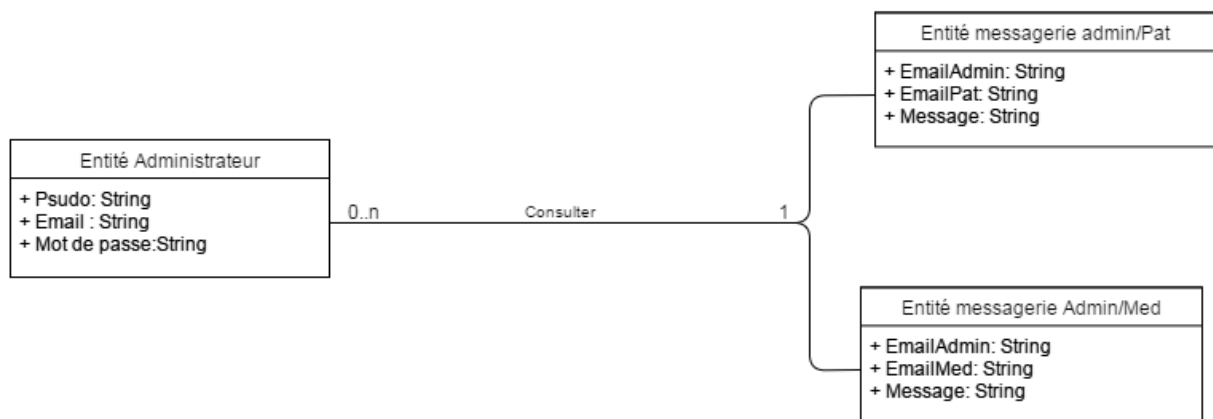 Entité messagerie admin/Pat
+ EmailAdmin: String
+ EmailPat: String
+ Message: String
Entité Administrateur
+ Psudo: String
+ Email : String
+ Mot de passe:String
0..n
Consulter
1
Entité messagerie Admin/Med
+ EmailAdmin: String
+ EmailMed: String
+ Message: String